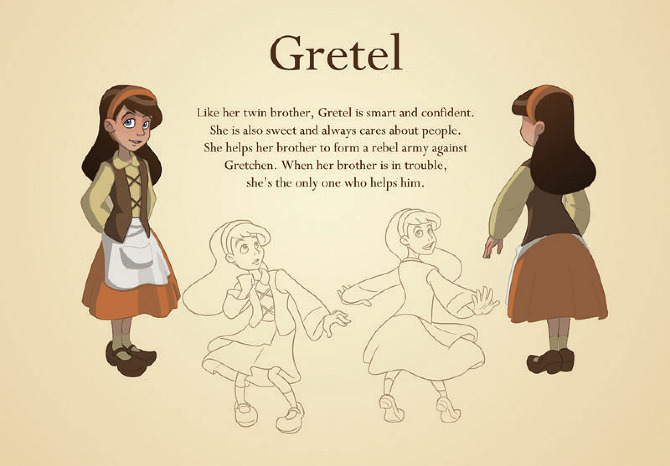 Gretel
Like her twin brother, Gretel is smart and confident.
She is also sweet and always cares about people.
She helps her brother to form a rebel army against
Gretchen. When her brother is in trouble,
she's the only one who helps him.